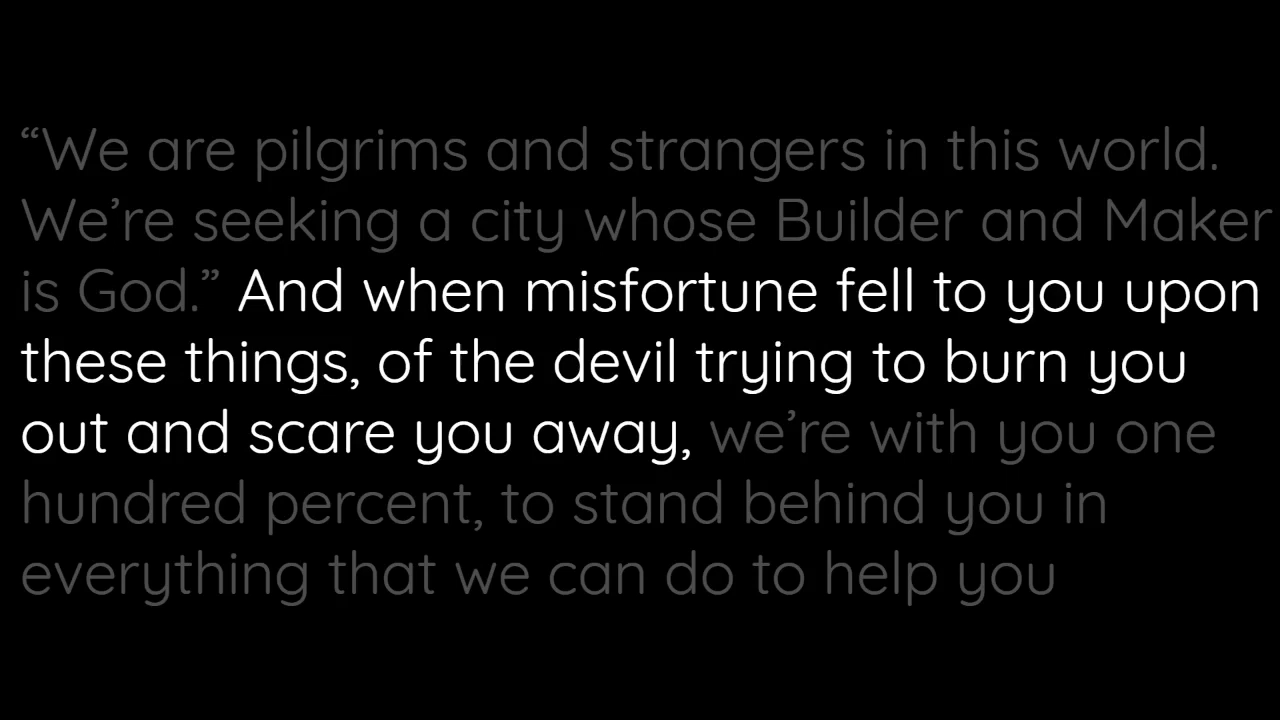 “We are pilgrims and strangers in this world.
We’re seeking a city whose Builder and Maker
is God.” And when misfortune fell to you upon
these things, of the devil trying to burn you
out and scare you away, we’re with you one
hundred percent, to stand behind you in
everything that we can do to help you